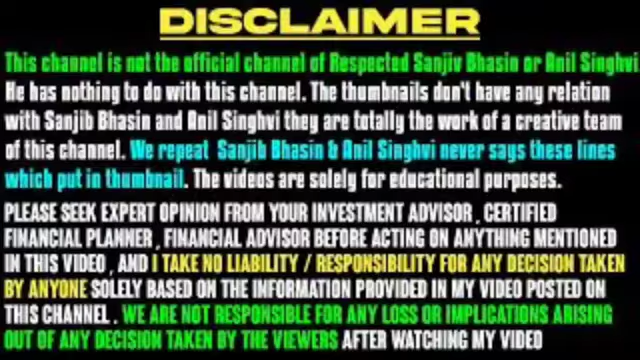 DISCLAIMER
This channel is not the official channel of Respected Sanjiv Bhasin or Anil Singhvi
He has nothing to do with this channel. The thumbnails don't have any relation
with Sanjib Bhasin and Anil Singhvi they are totally the work of a creative team
of this channel. We repeat Sanjib Bhasin & Anil Singhvi never says these lines
which put in thumbnail. The videos are solely for educational purposes.
PLEASE SEEK EXPERT OPINION FROM YOUR INVESTMENT ADVISOR , CERTIFIED
FINANCIAL PLANNER , FINANCIAL ADVISOR BEFORE ACTING ON ANYTHING MENTIONED
IN THIS VIDEO , AND I TAKE NO LIABILITY / RESPONSIBILITY FOR ANY DECISION TAKEN
BY ANYONE SOLELY BASED ON THE INFORMATION PROVIDED IN MY VIDEO POSTED ON
THIS CHANNEL . WE ARE NOT RESPONSIBLE FOR ANY LOSS OR IMPLICATIONS ARISING
OUT OF ANY DECISION TAKEN BY THE VIEWERS AFTER WATCHING MY VIDEO